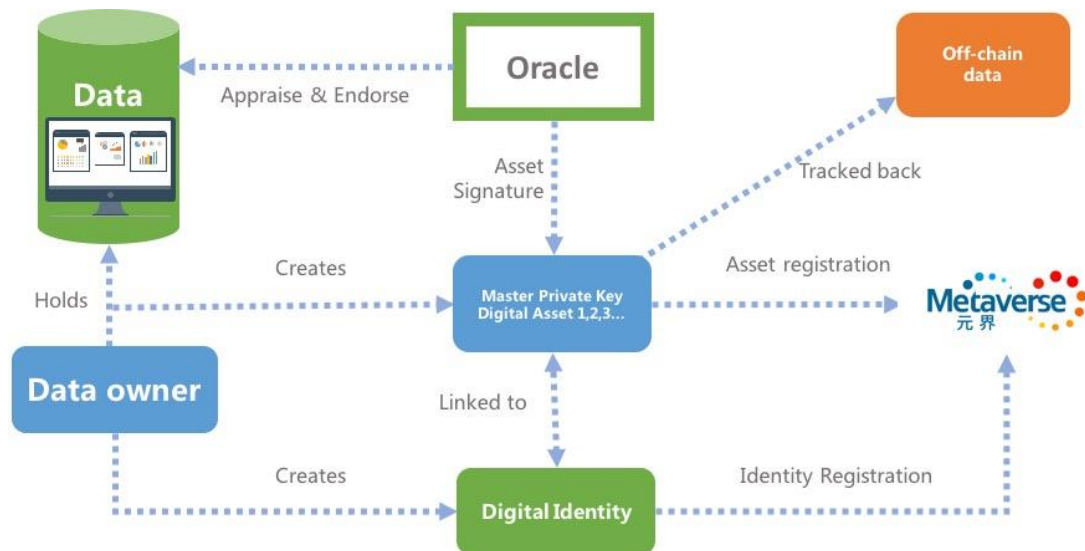 Data
Appraise & Endorse
Oracle
Off-chain
data
Asset
Signature
Tracked back
Creates
Asset registration
Holds
Master Private Key
Digital Asset 1,2,3...
Metaverse
元界
Data owner
Linked to
Creates
Identity Registration
Digital Identity